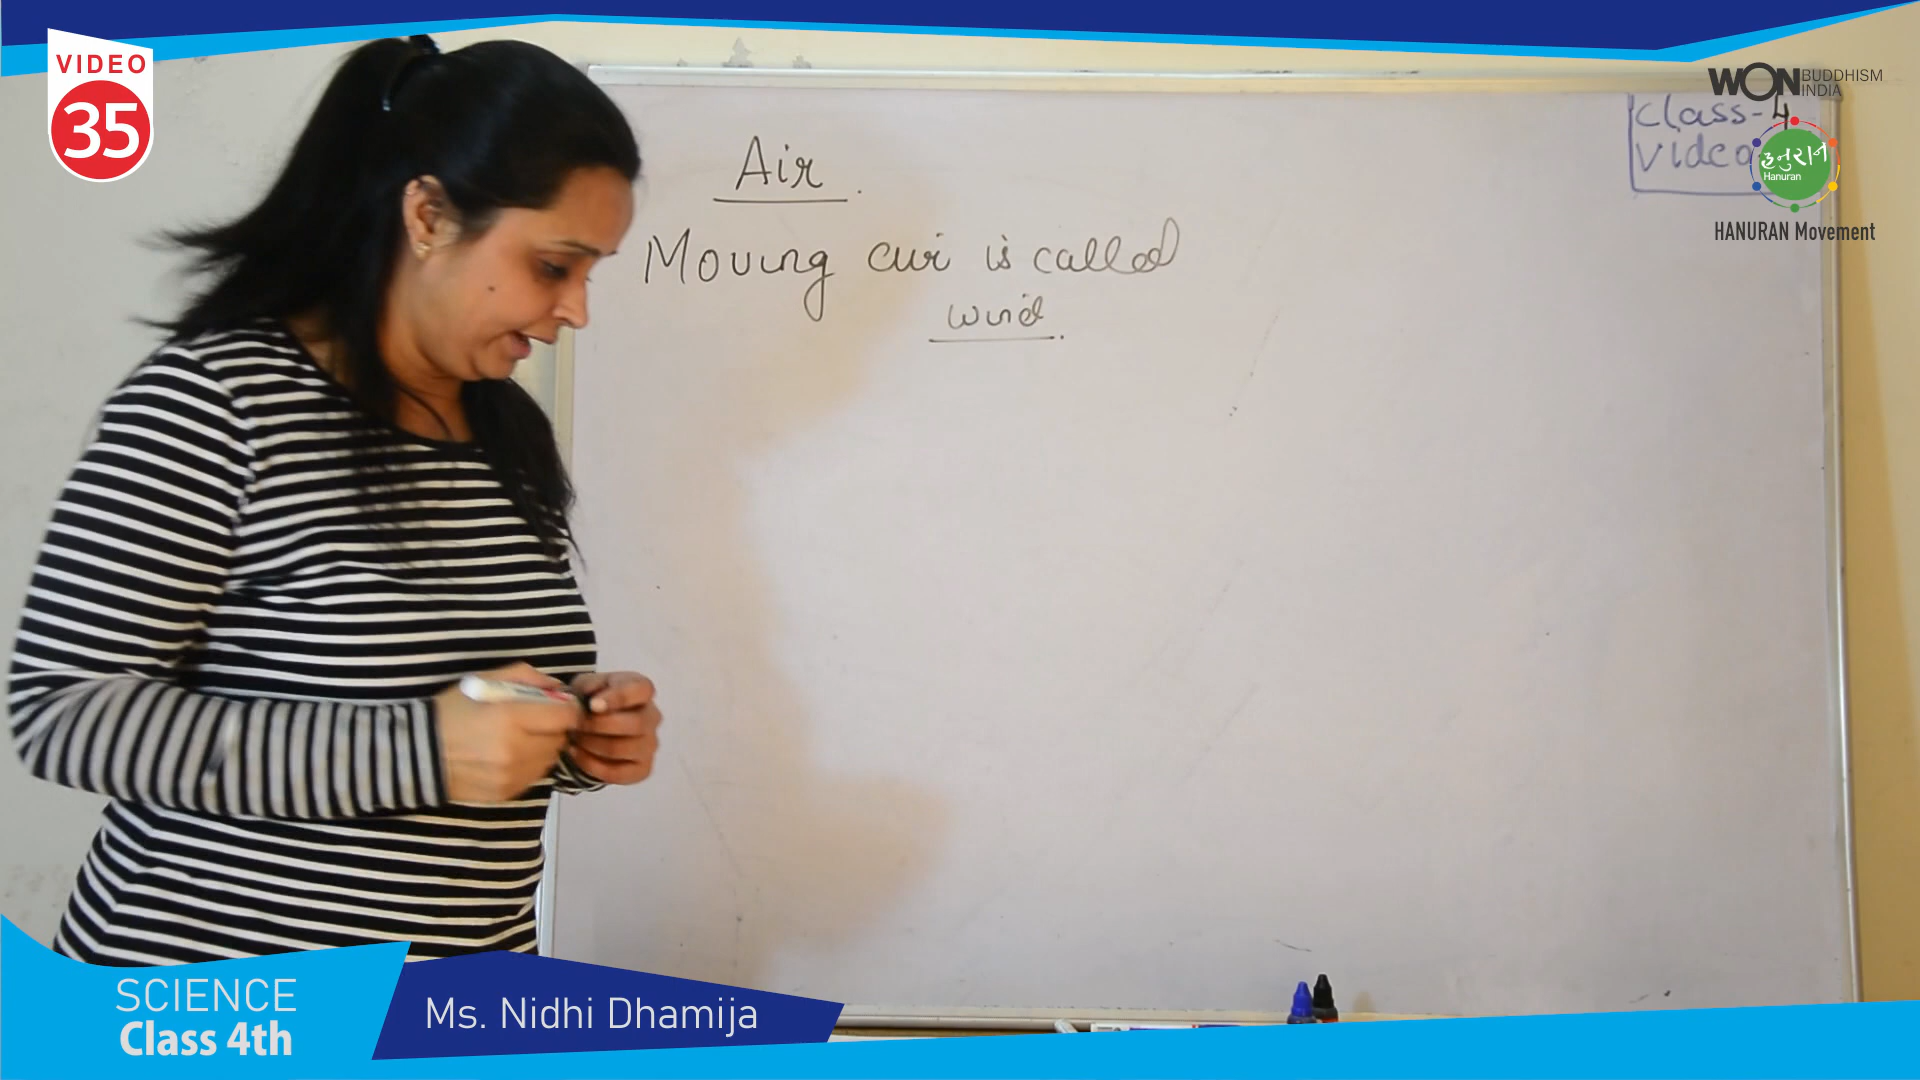 VIDEO
35
WON BUDDHISM INDIA
Class-4
Video
હનુરાન
Hanuran
HANURAN Movement
Air
Moving air is called
wind.
SCIENCE
Class 4th
Ms. Nidhi Dhamija